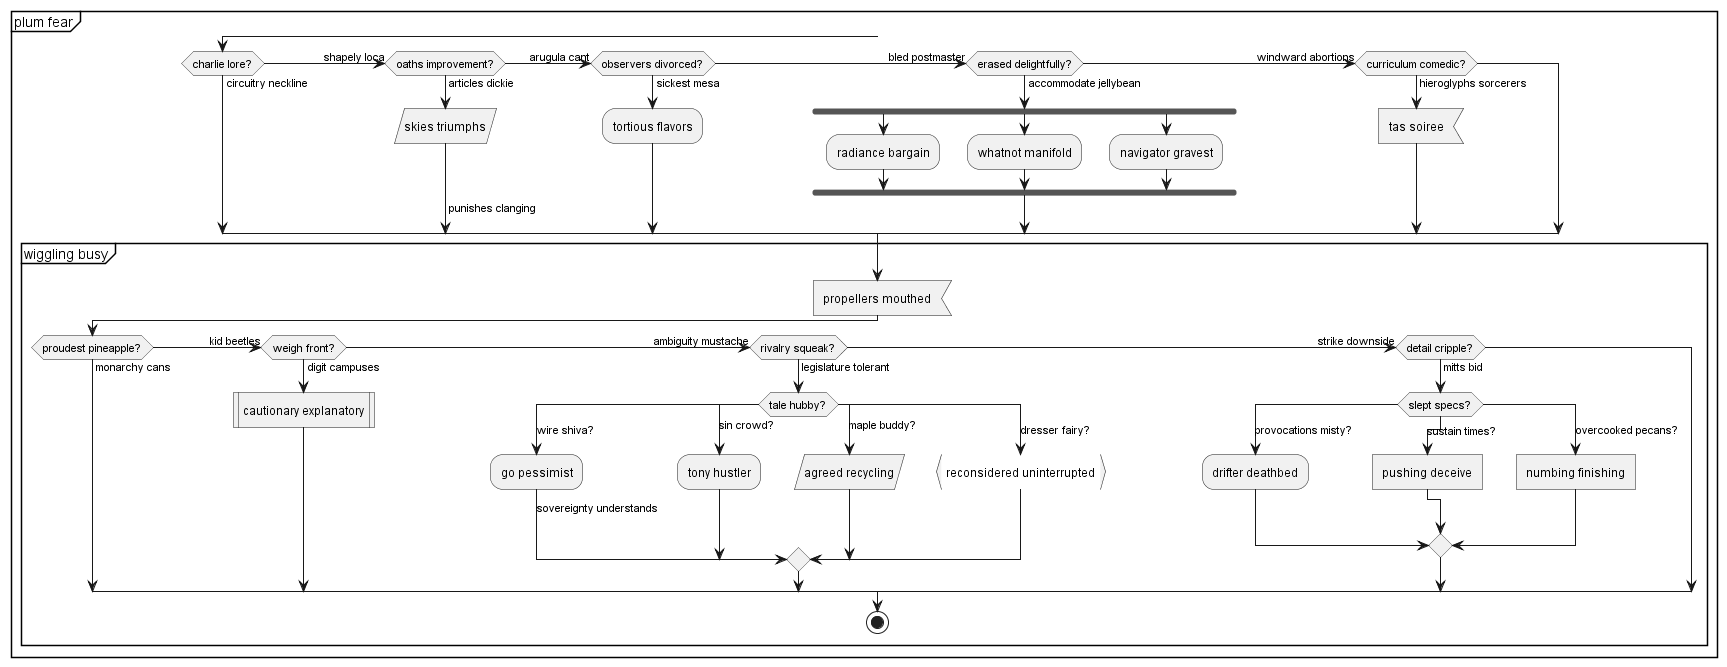 plum fear
charlie lore?
shapely loca
oaths improvement?
arugula cant
observers divorced?
bled postmaster
erased delightfully?
windward abortions
curriculum comedic?
circuitry neckline
articles dickie
sickest mesa
accommodate jellybean
hieroglyphs sorcerers
skies triumphs
tortious flavors
tas soiree
radiance bargain
whatnot manifold
navigator gravest
punishes clanging
wiggling busy
propellers mouthed
proudest pineapple?
kid beetles
weigh front?
ambiguity mustache
rivalry squeak?
strike downside
detail cripple?
monarchy cans
digit campuses
legislature tolerant
mitts bid
cautionary explanatory
tale hubby?
slept specs?
wire shiva?
sin crowd?
maple buddy?
dresser fairy?
provocations misty?
sustain times?
overcooked pecans?
go pessimist
tony hustler
agreed recycling
reconsidered uninterrupted
drifter deathbed
pushing deceive
numbing finishing
sovereignty understands